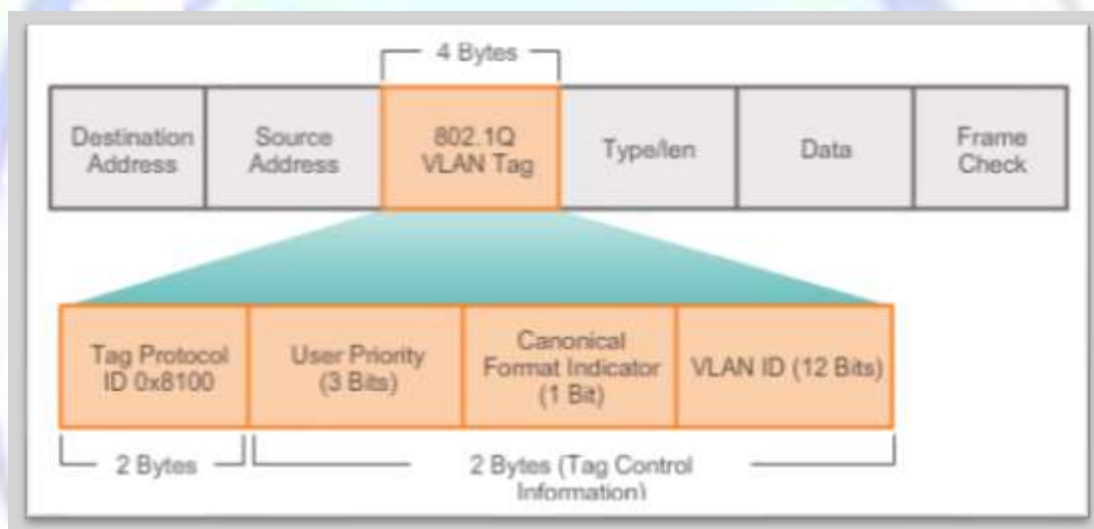 4 Bytes
Destination
Address
Source
Address
802.1Q
VLAN Tag
Type/len
Data
Frame
Check
Tag Protocol
ID 0x8100
User Priority
(3 Bits)
Canonical
Format Indicator
(1 Bit)
VLAN ID (12 Bits)
2 Bytes
2 Bytes (Tag Control
Information)